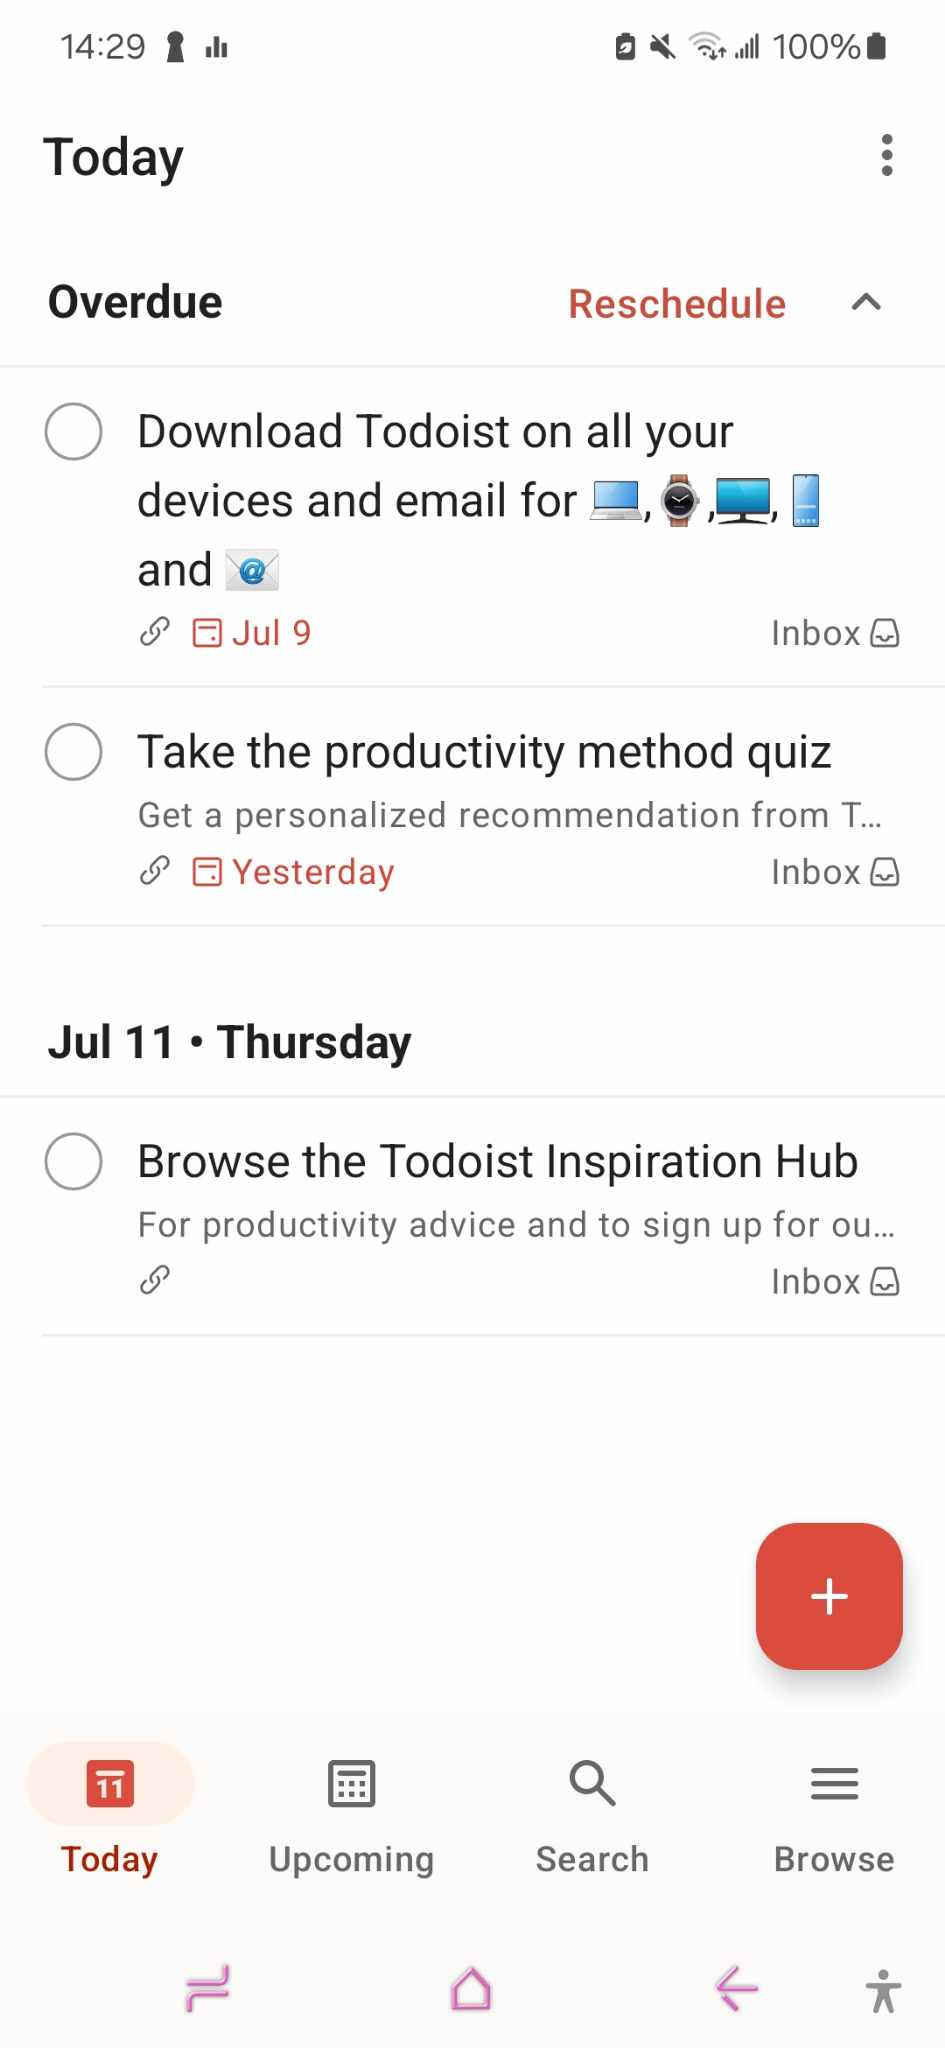 14:29 100%
Today
Overdue Reschedule
Download Todoist on all your
devices and email for 💻,⌚,🖥️,📱
and 📧
Jul 9 Inbox
Take the productivity method quiz
Get a personalized recommendation from T...
Yesterday Inbox
Jul 11 • Thursday
Browse the Todoist Inspiration Hub
For productivity advice and to sign up for ou...
Inbox
11
Today Upcoming Search Browse